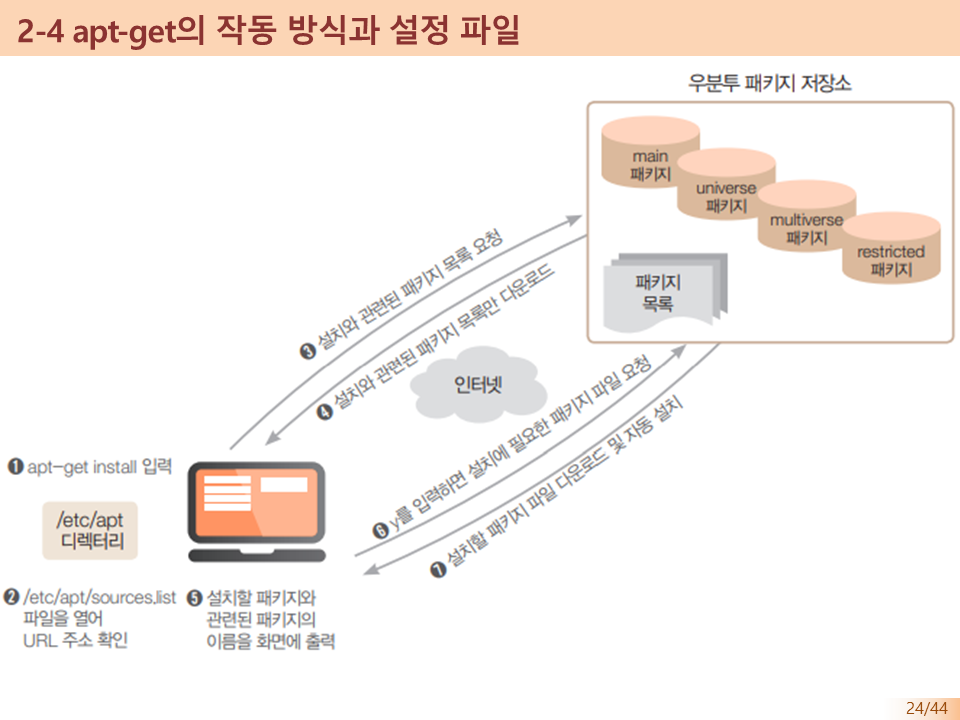 2-4 apt-get의 작동 방식과 설정 파일
우분투 패키지 저장소
main
패키지
universe
패키지
multiverse
패키지
restricted
패키지
패키지
목록
❸ 설치와 관련된 패키지 목록 요청
❹ 설치와 관련된 패키지 목록만 다운로드
인터넷
❻ y를 입력하면 설치에 필요한 패키지 파일 요청
❼ 설치할 패키지 파일 다운로드 및 자동 설치
❶ apt-get install 입력
/etc/apt
디렉터리
❷ /etc/apt/sources.list
파일을 열어
URL 주소 확인
❺ 설치할 패키지와
관련된 패키지의
이름을 화면에 출력
24/44